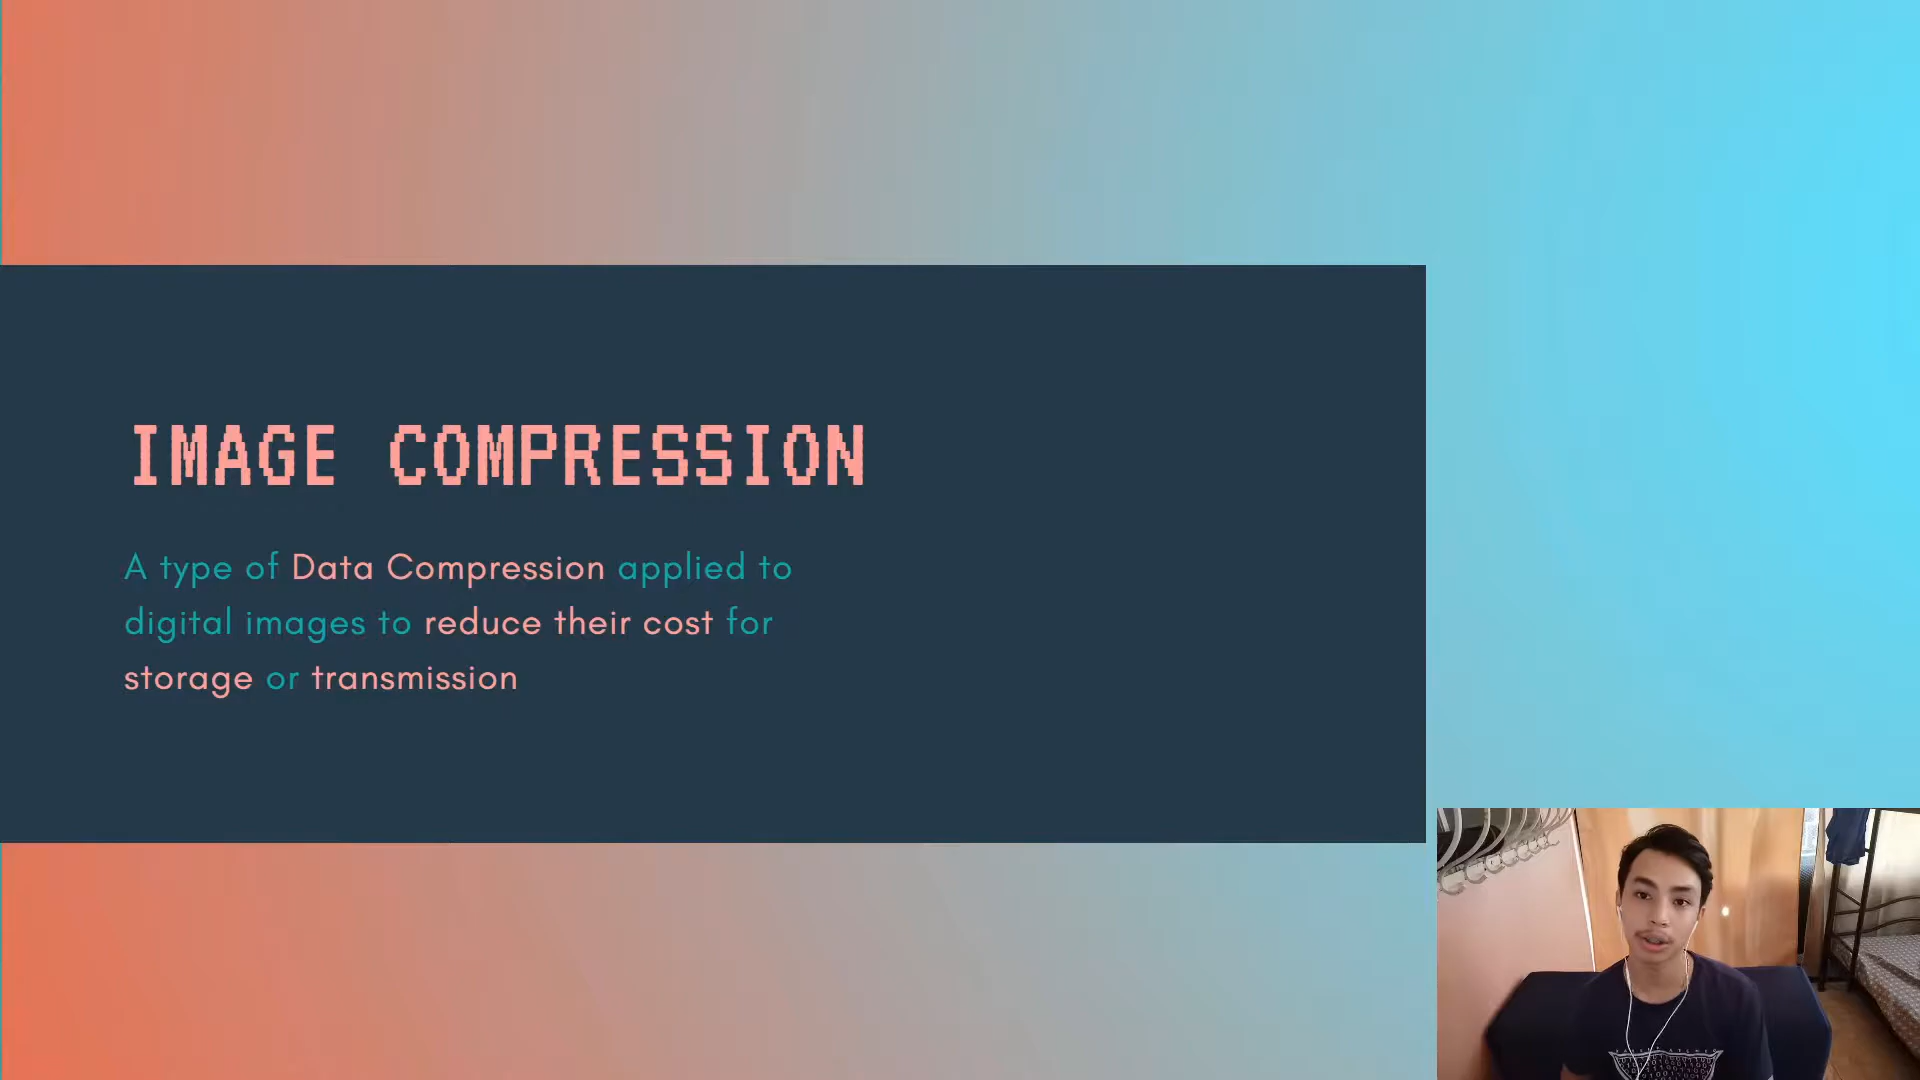 IMAGE COMPRESSION
A type of Data Compression applied to
digital images to reduce their cost for
storage or transmission